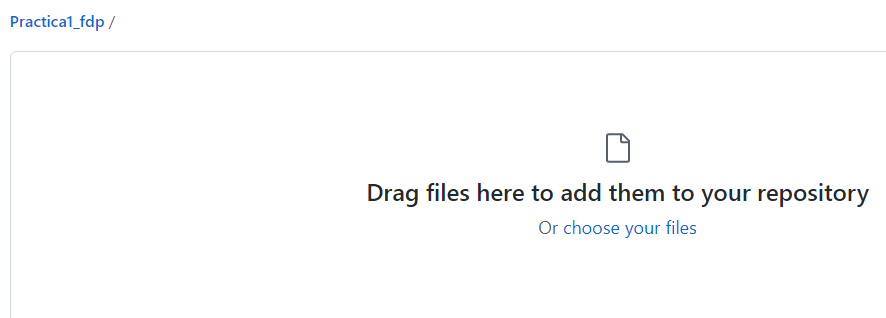 Practica1_fdp /
Drag files here to add them to your repository
Or choose your files